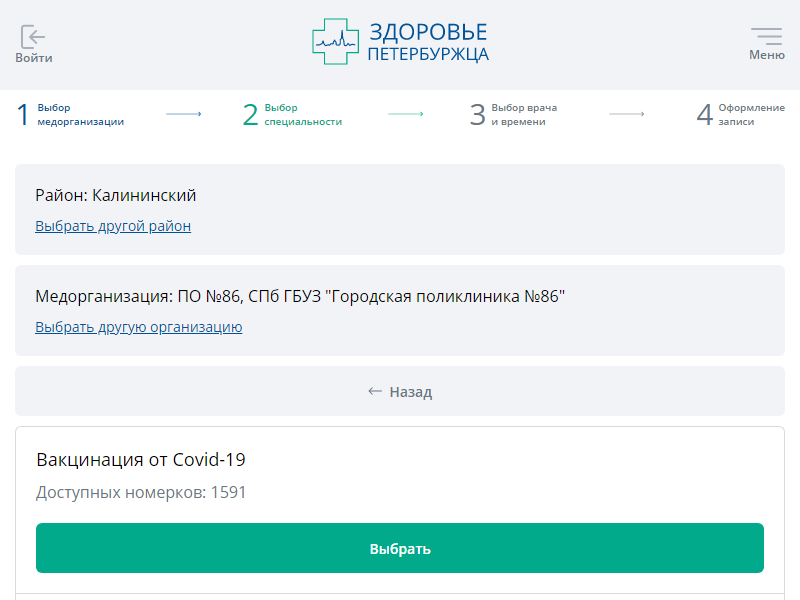 Войти
ЗДОРОВЬЕ
ПЕТЕРБУРЖЦА
Меню
1 Выбор
медорганизации
2 Выбор
специальности
3 Выбор врача
и времени
4 Оформление
записи
Район: Калининский
Выбрать другой район
Медорганизация: ПО №86, СПб ГБУЗ "Городская поликлиника №86"
Выбрать другую организацию
← Назад
Вакцинация от Covid-19
Доступных номерков: 1591
Выбрать